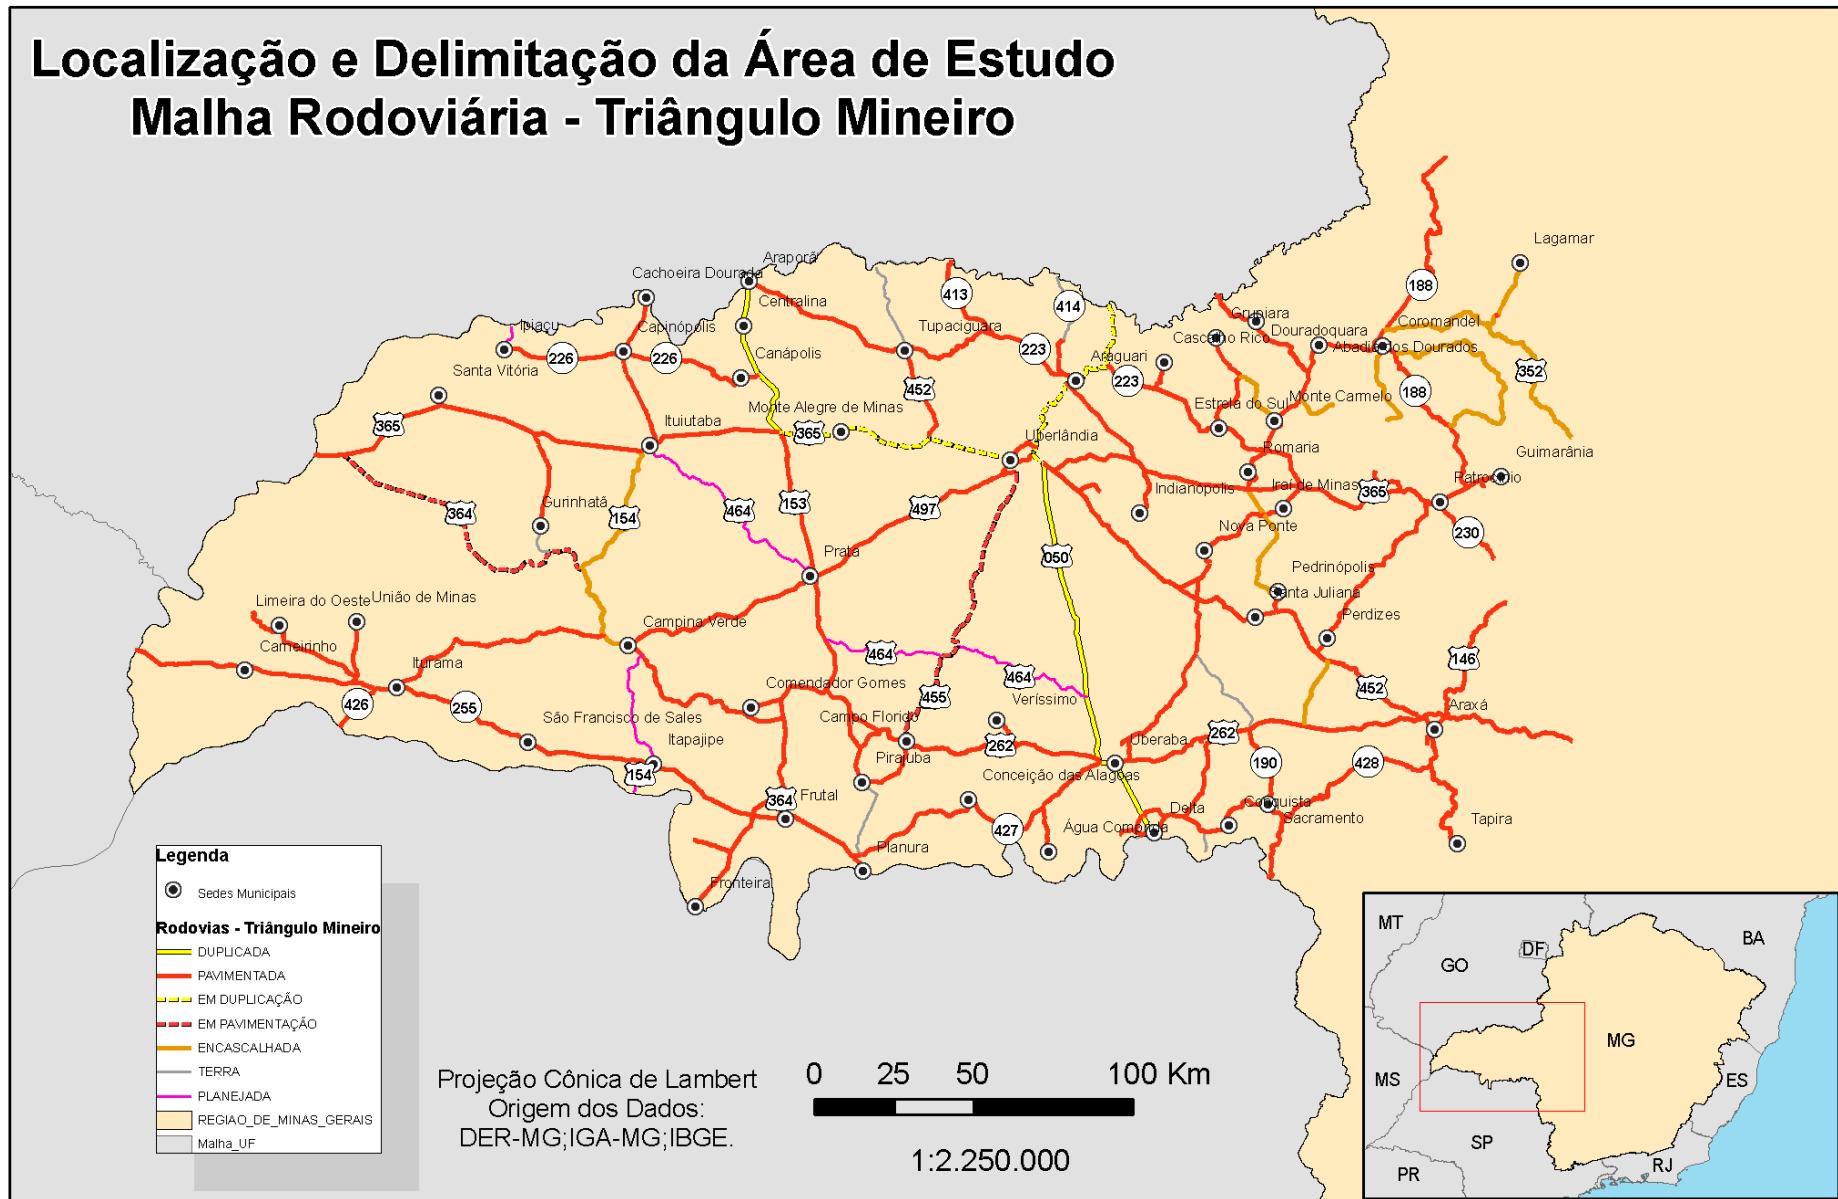 Localização e Delimitação da Área de Estudo
Malha Rodoviária - Triângulo Mineiro
Lagamar
Araporã
Cachoeira Dourada
188
413
414
Centralina
Grupiara
Ipiaçu
Capinópolis
Tupaciguara
Douradoquara
Coromandel
Cascalho Rico
Abadia dos Dourados
223
Canápolis
Araguari
226
226
Santa Vitória
223
352
452
188
Monte Alegre de Minas
Estrela do Sul
Monte Carmelo
365
Ituiutaba
365
Uberlândia
Romaria
Guimarânia
Patrocínio
Indianópolis
Iraí de Minas
365
Gurinhatã
153
497
364
154
464
Nova Ponte
230
Prata
050
Pedrinópolis
Santa Juliana
Limeira do Oeste
União de Minas
Perdizes
Campina Verde
Carneirinho
464
146
Iturama
464
Comendador Gomes
452
455
Veríssimo
426
255
Araxá
São Francisco de Sales
Campo Florido
262
Itapajipe
262
Uberaba
Pirajuba
190
428
154
Conceição das Alagoas
364
Frutal
Delta
Conquista
427
Água Comprida
Sacramento
Tapira
Planura
Fronteira
Legenda
Sedes Municipais
Rodovias - Triângulo Mineiro
DUPLICADA
PAVIMENTADA
EM DUPLICAÇÃO
EM PAVIMENTAÇÃO
ENCASCALHADA
TERRA
PLANEJADA
REGIAO_DE_MINAS_GERAIS
Malha_UF
Projeção Cônica de Lambert
Origem dos Dados:
DER-MG;IGA-MG;IBGE.
0 25 50 100 Km
1:2.250.000
MT
BA
DF
GO
MG
MS
ES
SP
RJ
PR